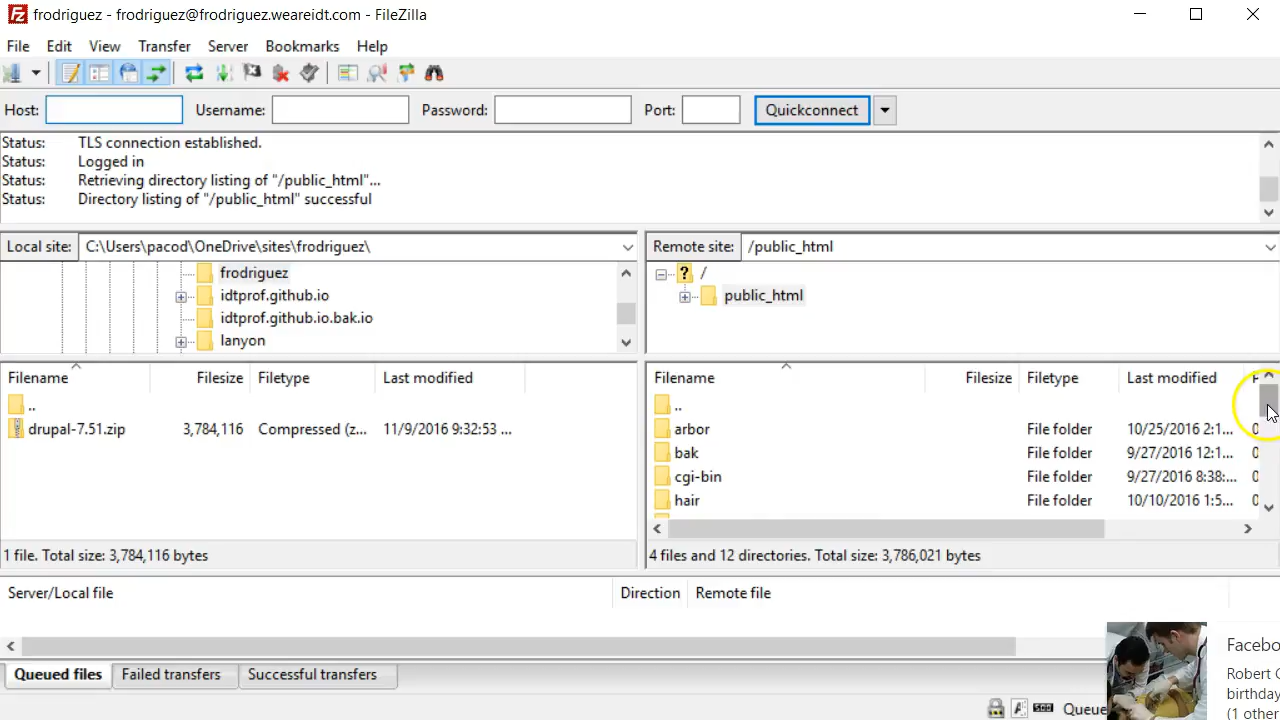 frodriguez - frodriguez@frodriguez.weareidt.com - FileZilla
File Edit View Transfer Server Bookmarks Help
Host: Username: Password: Port: Quickconnect
Status: TLS connection established.
Status: Logged in
Status: Retrieving directory listing of "/public_html"...
Status: Directory listing of "/public_html" successful
Local site: C:\Users\pacod\OneDrive\sites\frodriguez\
frodriguez
idtprof.github.io
idtprof.github.io.bak.io
lanyon
Remote site: /public_html
? /
public_html
Filename Filesize Filetype Last modified
..
drupal-7.51.zip 3,784,116 Compressed (z... 11/9/2016 9:32:53 ...
1 file. Total size: 3,784,116 bytes
Filename Filesize Filetype Last modified
..
arbor File folder 10/25/2016 2:1... 0
bak File folder 9/27/2016 12:1... 0
cgi-bin File folder 9/27/2016 8:38:... 0
hair File folder 10/10/2016 1:5... 0
4 files and 12 directories. Total size: 3,786,021 bytes
Server/Local file Direction Remote file
Queued files Failed transfers Successful transfers
Queue
Facebo
Robert C
birthday
(1 other